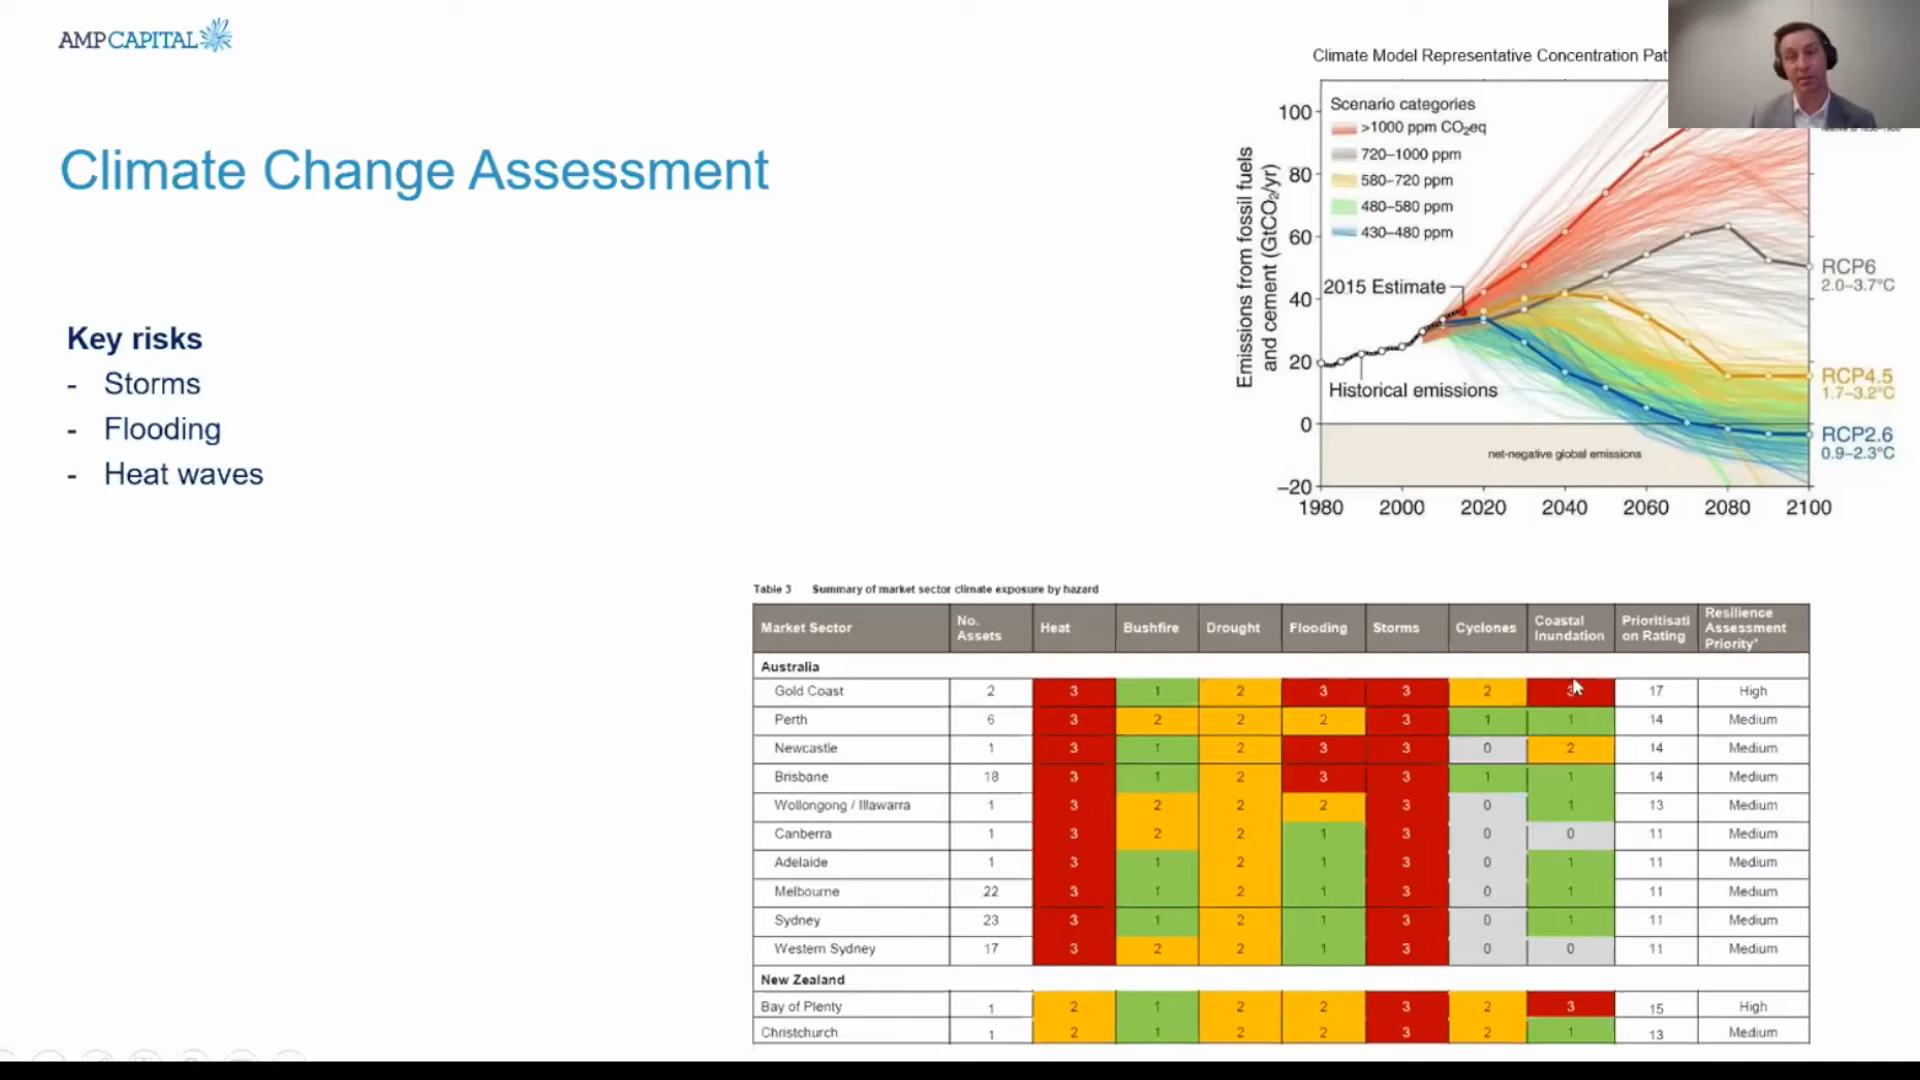 AMP CAPITAL
Climate Change Assessment
Key risks
- Storms
- Flooding
- Heat waves
Climate Model Representative Concentration Pat
Scenario categories
>1000 ppm CO₂eq
720–1000 ppm
580–720 ppm
480–580 ppm
430–480 ppm
Emissions from fossil fuels
and cement (GtCO₂/yr)
100
80
60
40
20
0
−20
2015 Estimate
Historical emissions
net-negative global emissions
RCP6
2.0–3.7°C
RCP4.5
1.7–3.2°C
RCP2.6
0.9–2.3°C
1980 2000 2020 2040 2060 2080 2100
Table 3 Summary of market sector climate exposure by hazard
Market Sector No. Assets Heat Bushfire Drought Flooding Storms Cyclones Coastal Inundation Prioritisati on Rating Resilience Assessment Priority*
Australia
Gold Coast 2 3 1 2 3 3 2 3 17 High
Perth 6 3 2 2 2 3 1 1 14 Medium
Newcastle 1 3 1 2 3 3 0 2 14 Medium
Brisbane 18 3 1 2 3 3 1 1 14 Medium
Wollongong / Illawarra 1 3 2 2 2 3 0 1 13 Medium
Canberra 1 3 2 2 1 3 0 0 11 Medium
Adelaide 1 3 1 2 1 3 0 1 11 Medium
Melbourne 22 3 1 2 1 3 0 1 11 Medium
Sydney 23 3 1 2 1 3 0 1 11 Medium
Western Sydney 17 3 2 2 1 3 0 0 11 Medium
New Zealand
Bay of Plenty 1 2 1 2 2 3 2 3 15 High
Christchurch 1 2 1 2 2 3 2 1 13 Medium